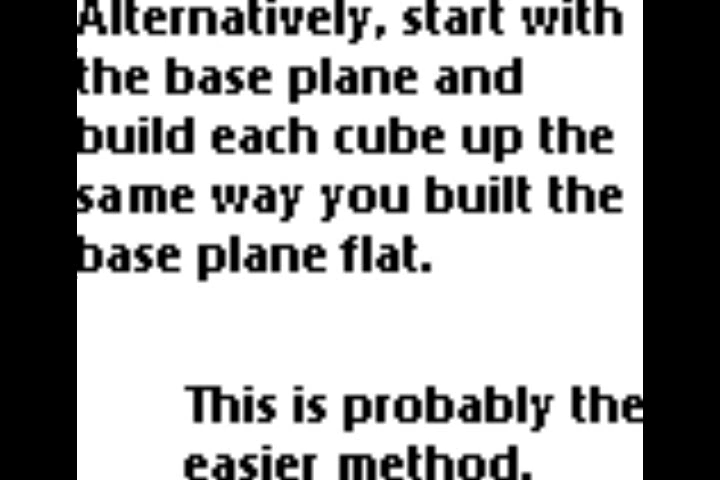 Alternatively, start with
the base plane and
build each cube up the
same way you built the
base plane flat.
This is probably the
easier method.